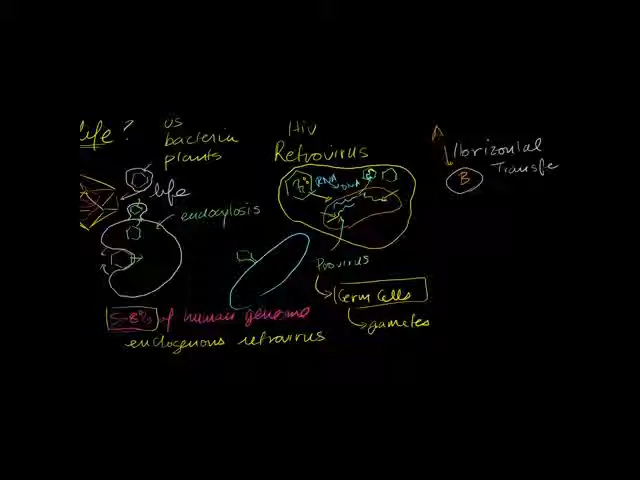 life?
us
bacteria
plants
life
endocytosis
HIV
Retrovirus
RNA
DNA
Provirus
Germ Cells
gametes
5-8% of human genome
endogenous retrovirus
A
Horizontal
Transfe
B